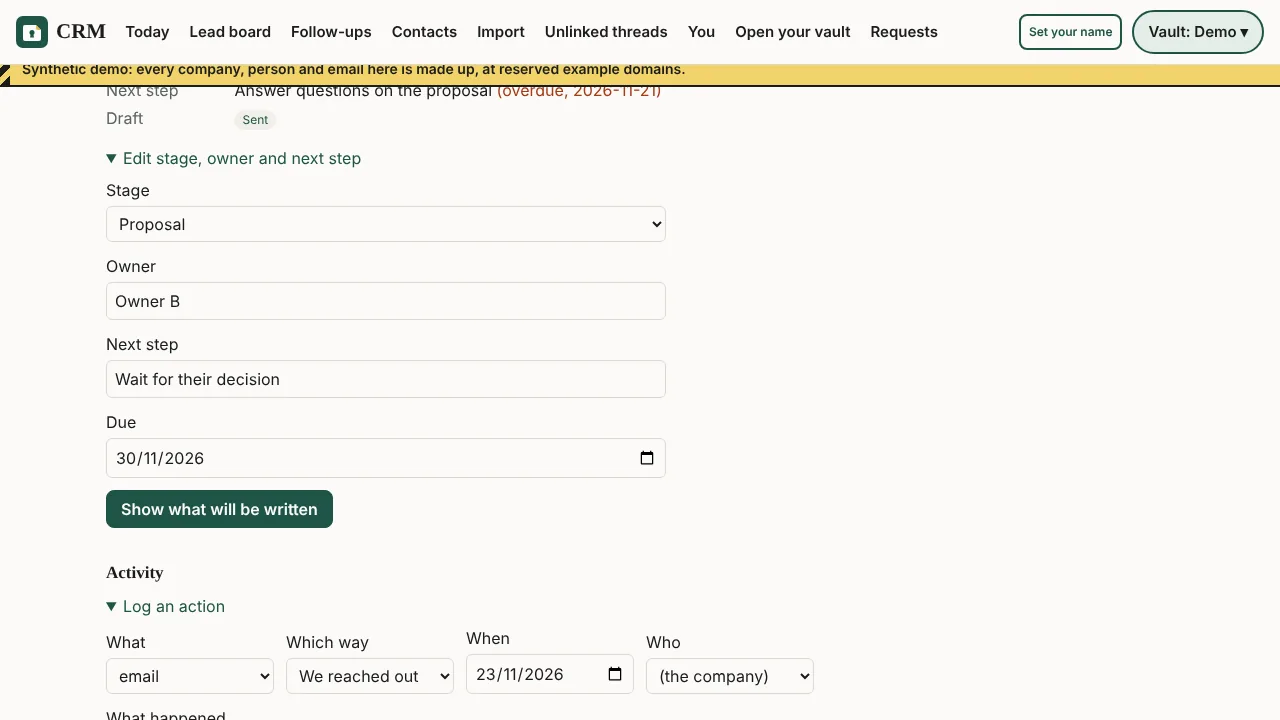 CRM Today Lead board Follow-ups Contacts Import Unlinked threads You Open your vault Requests Set your name Vault: Demo ▾
Synthetic demo: every company, person and email here is made up, at reserved example domains.
Next step Answer questions on the proposal (overdue, 2026-11-21)
Draft Sent
▼ Edit stage, owner and next step
Stage
Proposal
Owner
Owner B
Next step
Wait for their decision
Due
30/11/2026
Show what will be written
Activity
▼ Log an action
What Which way When Who
email We reached out 23/11/2026 (the company)
What happened